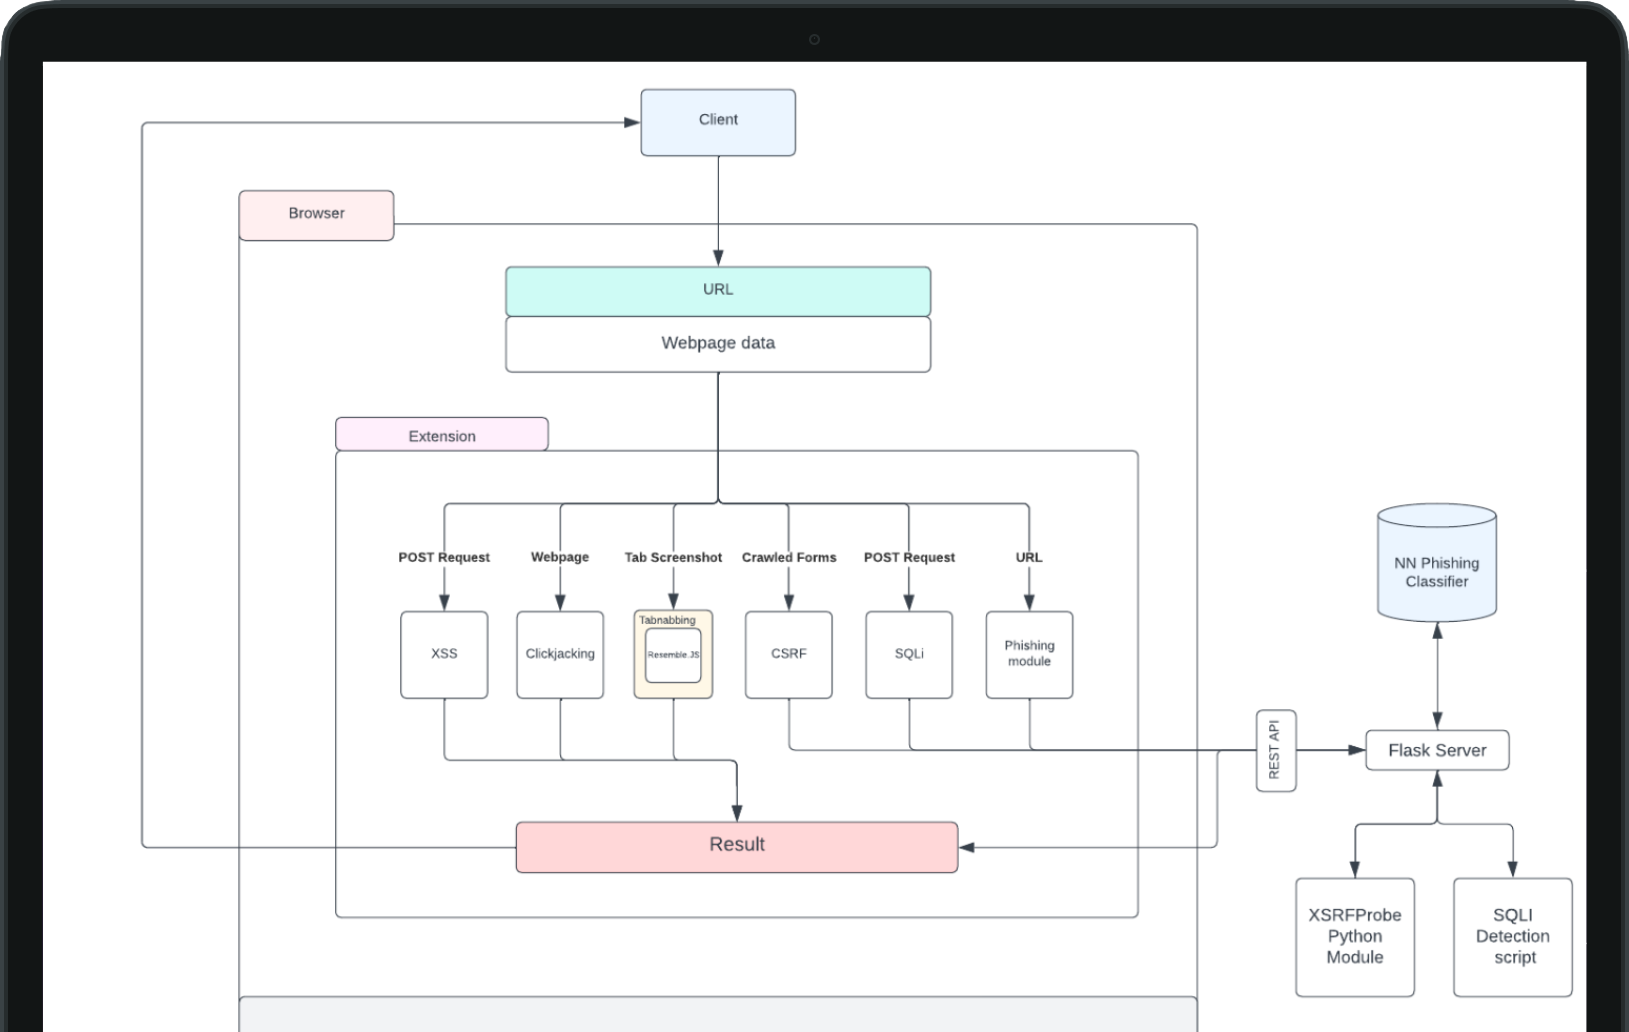 Client
Browser
URL
Webpage data
Extension
POST Request
Webpage
Tab Screenshot
Crawled Forms
POST Request
URL
XSS
Clickjacking
Tabnabbing
Resemble.JS
CSRF
SQLi
Phishing
module
NN Phishing
Classifier
REST API
Flask Server
Result
XSRFProbe
Python
Module
SQLI
Detection
script